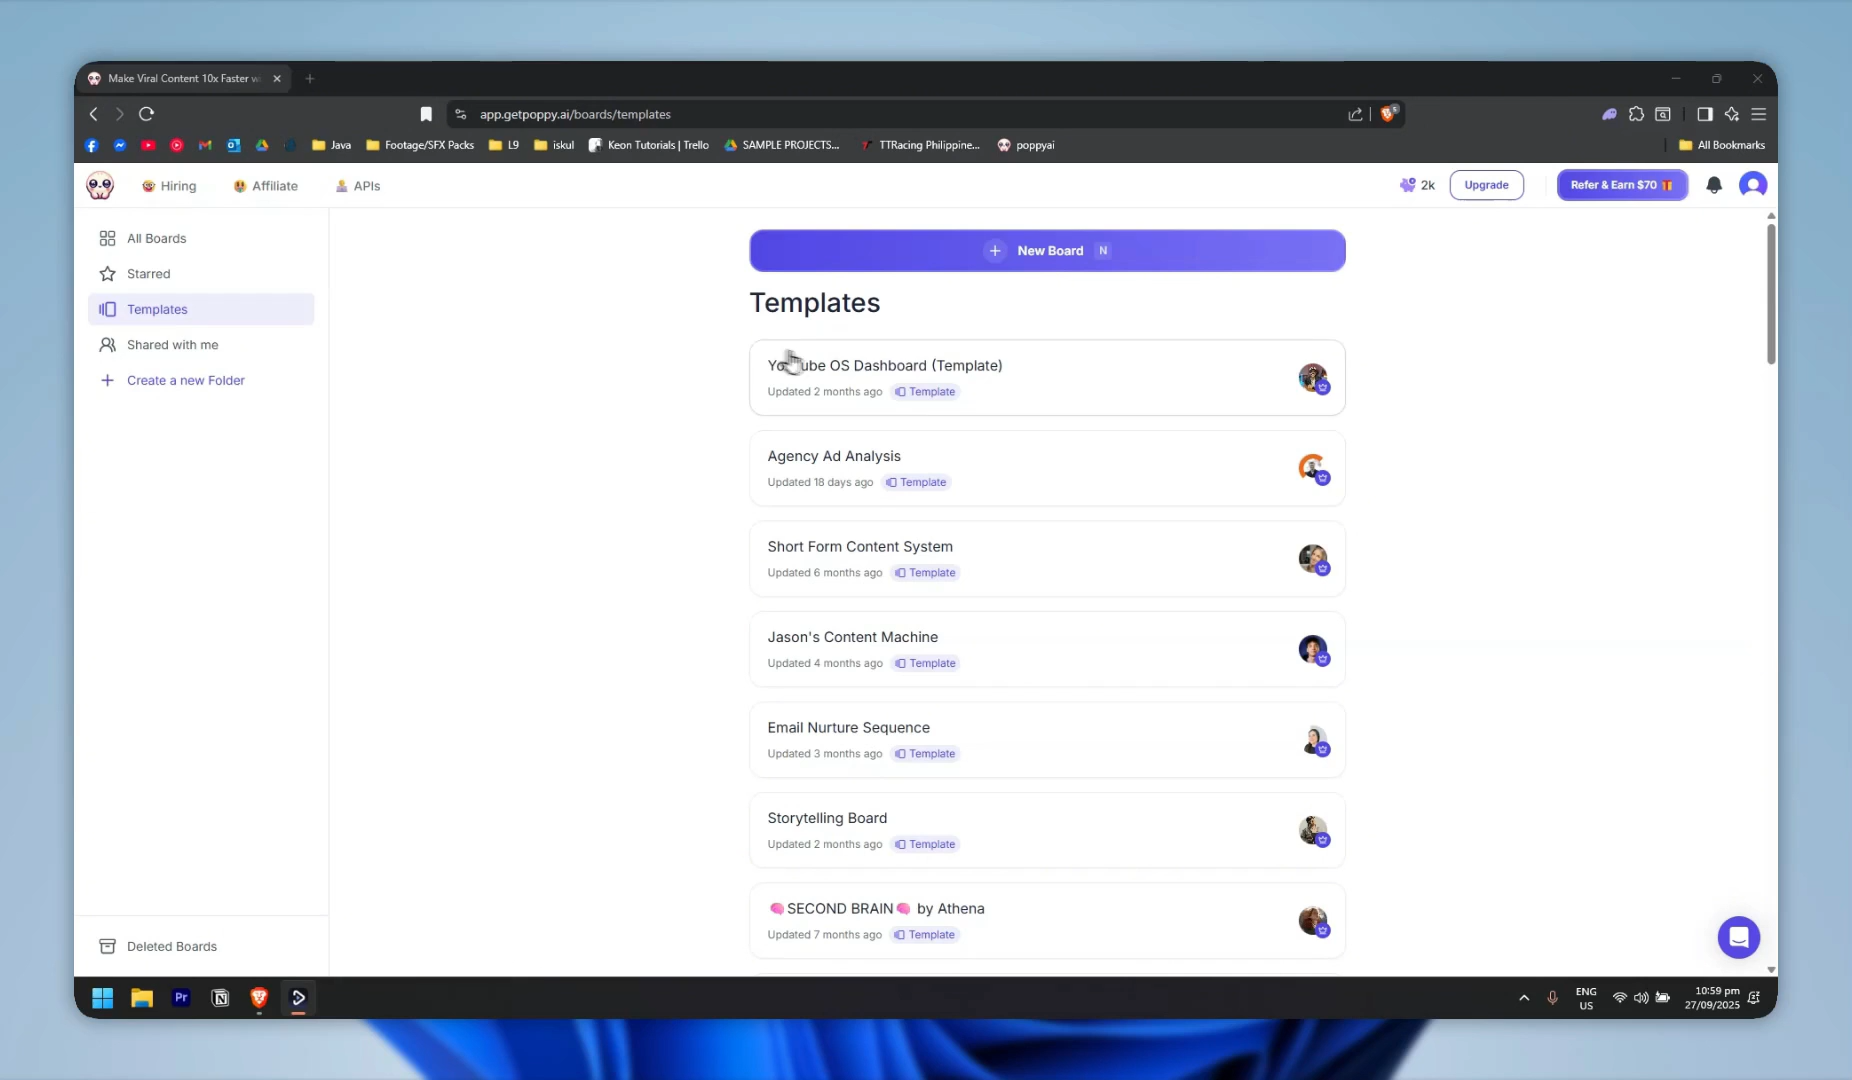 Make Viral Content 10x Faster w
app.getpoppy.ai/boards/templates
5
Java
Footage/SFX Packs
L9
iskul
Keon Tutorials | Trello
SAMPLE PROJECTS...
TTRacing Philippine...
poppyai
All Bookmarks
Hiring
Affiliate
APIs
2k
Upgrade
Refer & Earn $70
All Boards
Starred
Templates
Shared with me
Create a new Folder
Deleted Boards
New Board N
Templates
YouTube OS Dashboard (Template)
Updated 2 months ago Template
Agency Ad Analysis
Updated 18 days ago Template
Short Form Content System
Updated 6 months ago Template
Jason's Content Machine
Updated 4 months ago Template
Email Nurture Sequence
Updated 3 months ago Template
Storytelling Board
Updated 2 months ago Template
🧠SECOND BRAIN🧠 by Athena
Updated 7 months ago Template
Pr
ENG
US
10:59 pm
27/09/2025